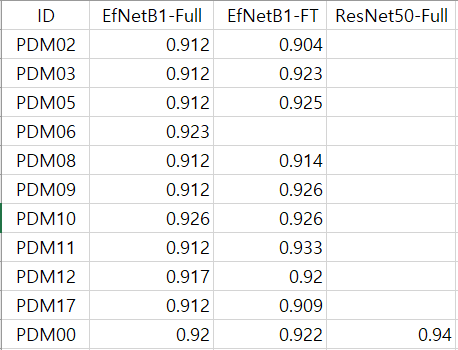 ID EfNetB1-Full EfNetB1-FT ResNet50-Full
PDM02 0.912 0.904
PDM03 0.912 0.923
PDM05 0.912 0.925
PDM06 0.923
PDM08 0.912 0.914
PDM09 0.912 0.926
PDM10 0.926 0.926
PDM11 0.912 0.933
PDM12 0.917 0.92
PDM17 0.912 0.909
PDM00 0.92 0.922 0.94